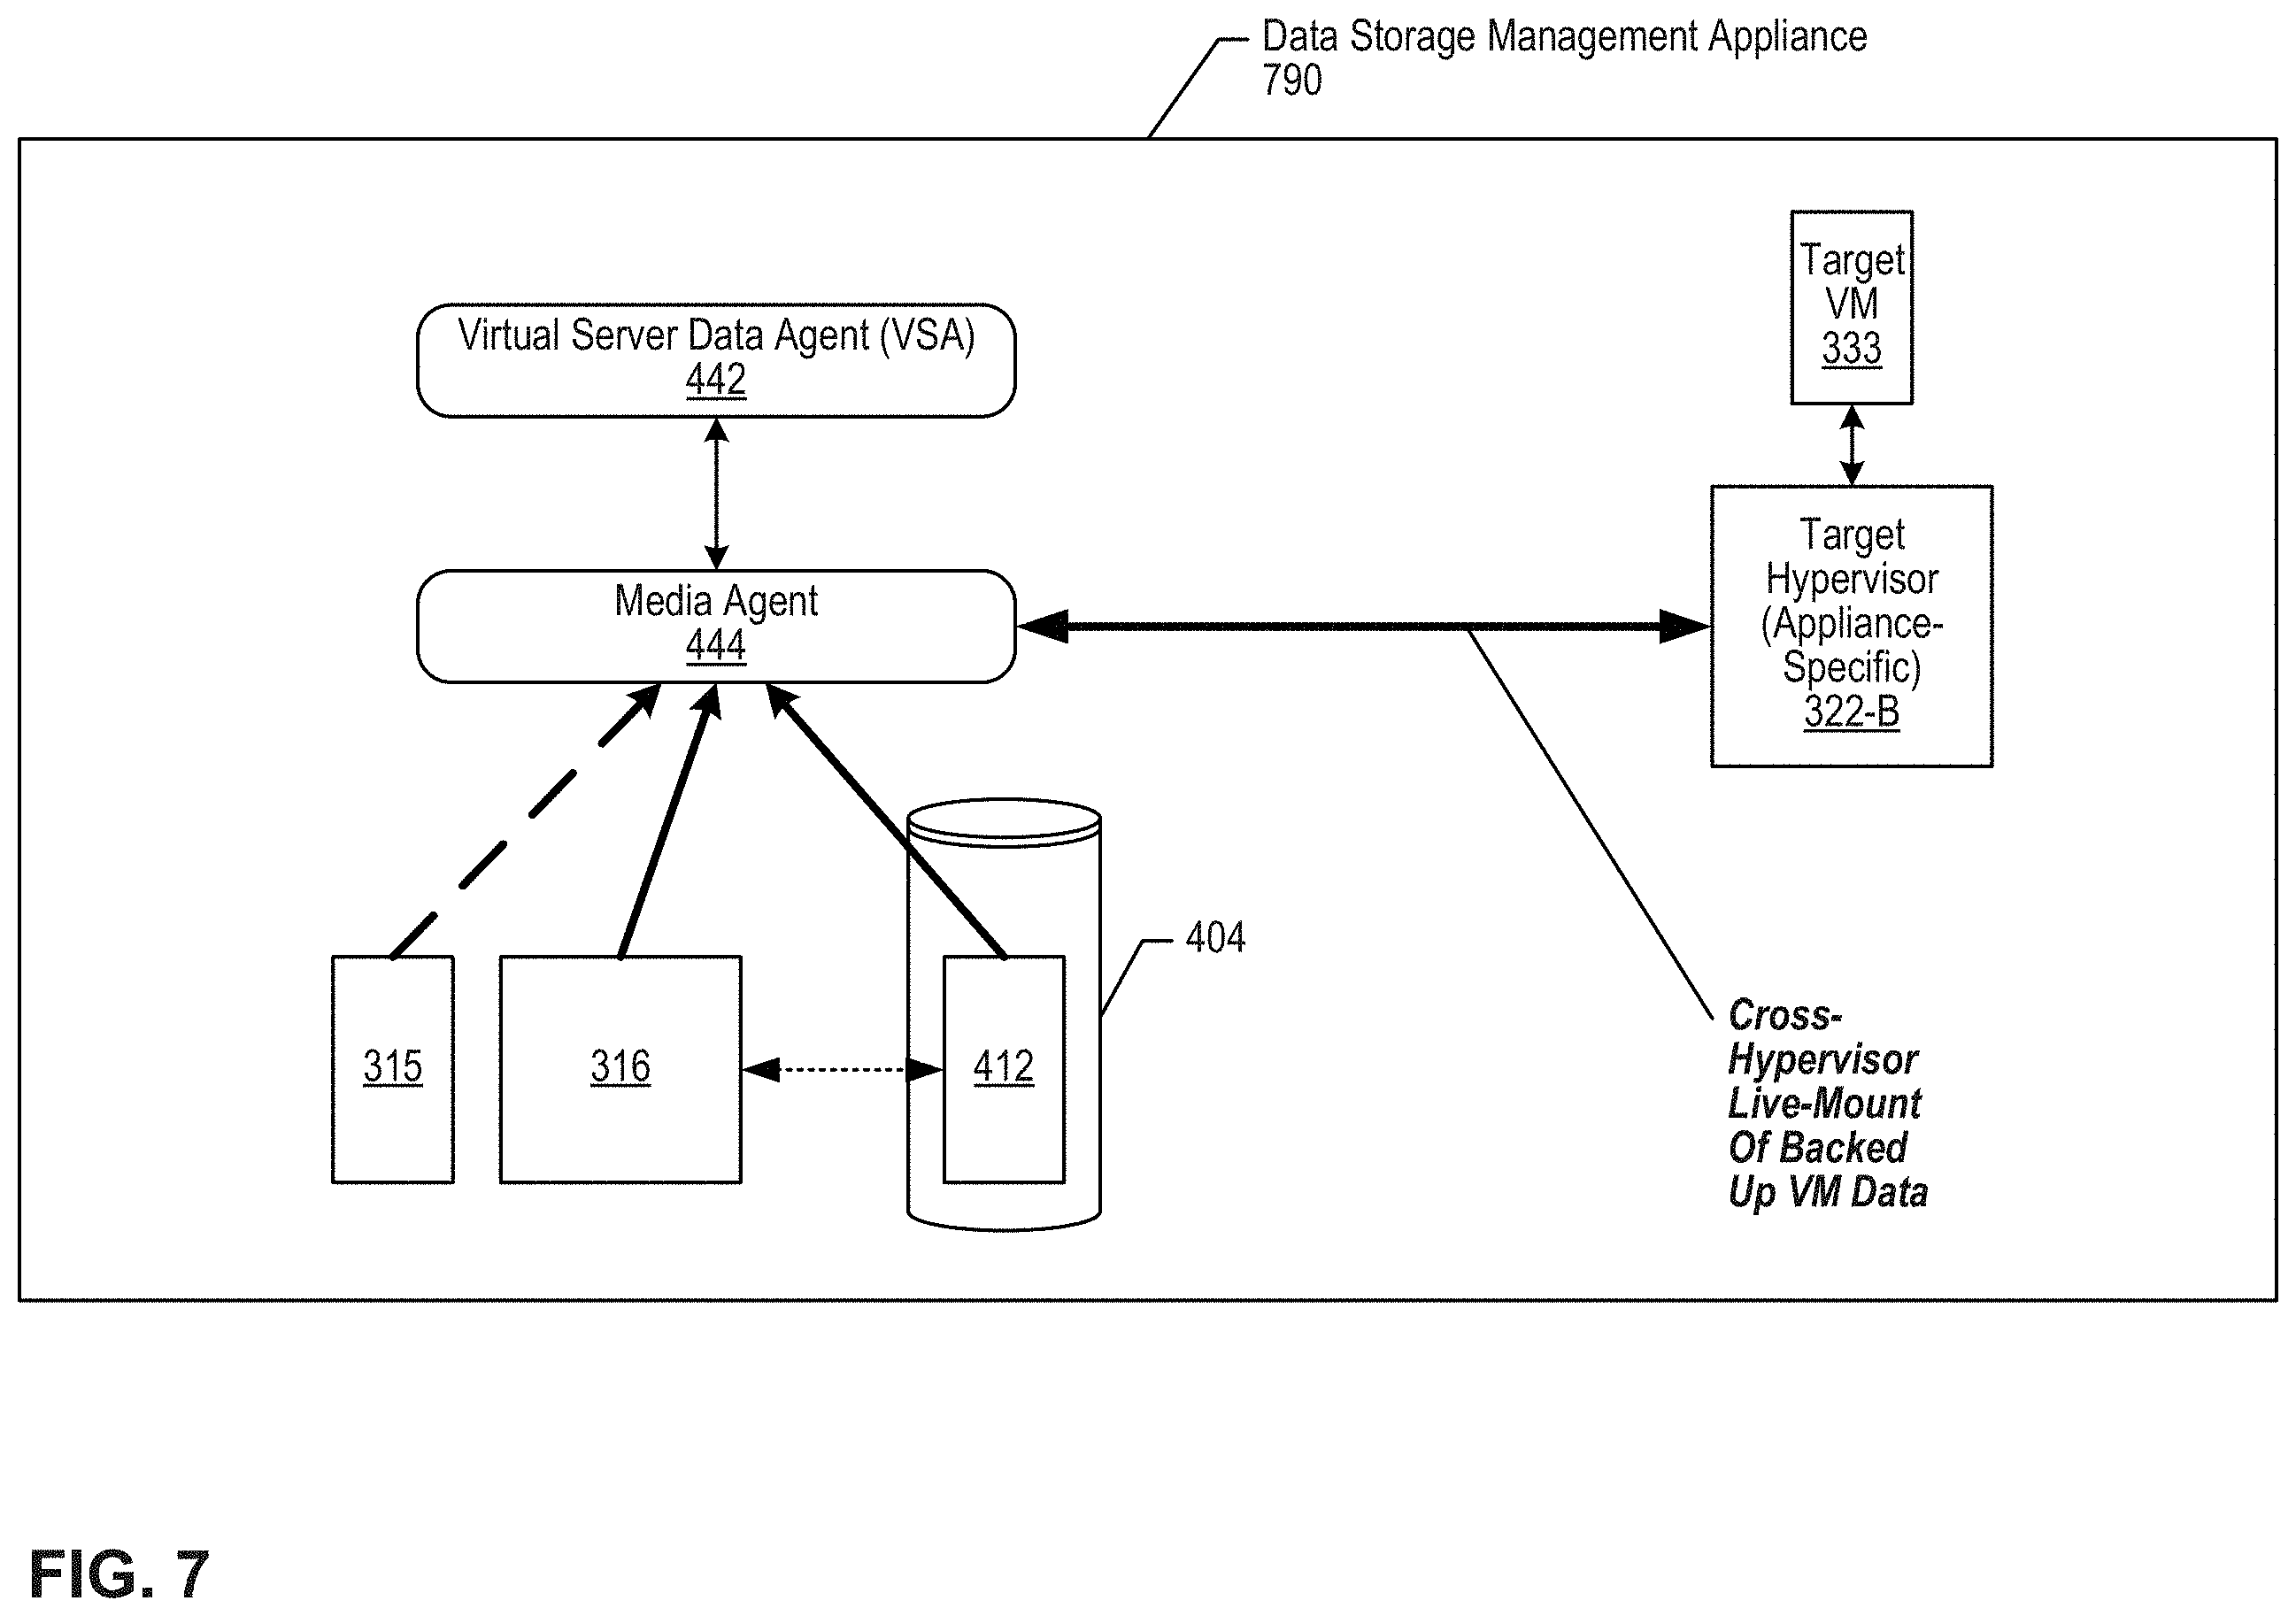 Data Storage Management Appliance
790
Target
VM
333
Virtual Server Data Agent (VSA)
442
Target
Hypervisor
(Appliance-
Specific)
322-B
Media Agent
444
404
315
316
412
Cross-
Hypervisor
Live-Mount
Of Backed
Up VM Data
FIG. 7